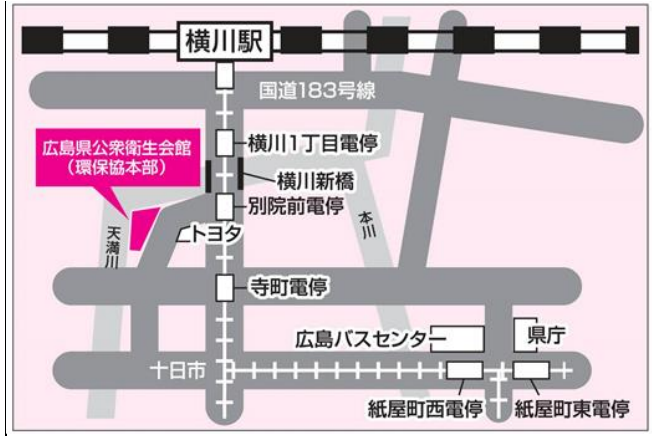 横川駅
国道183号線
横川1丁目電停
広島県公衆衛生会館
（環保協本部）
横川新橋
別院前電停
トヨタ
天満川
本川
寺町電停
広島バスセンター
県庁
十日市
紙屋町西電停
紙屋町東電停